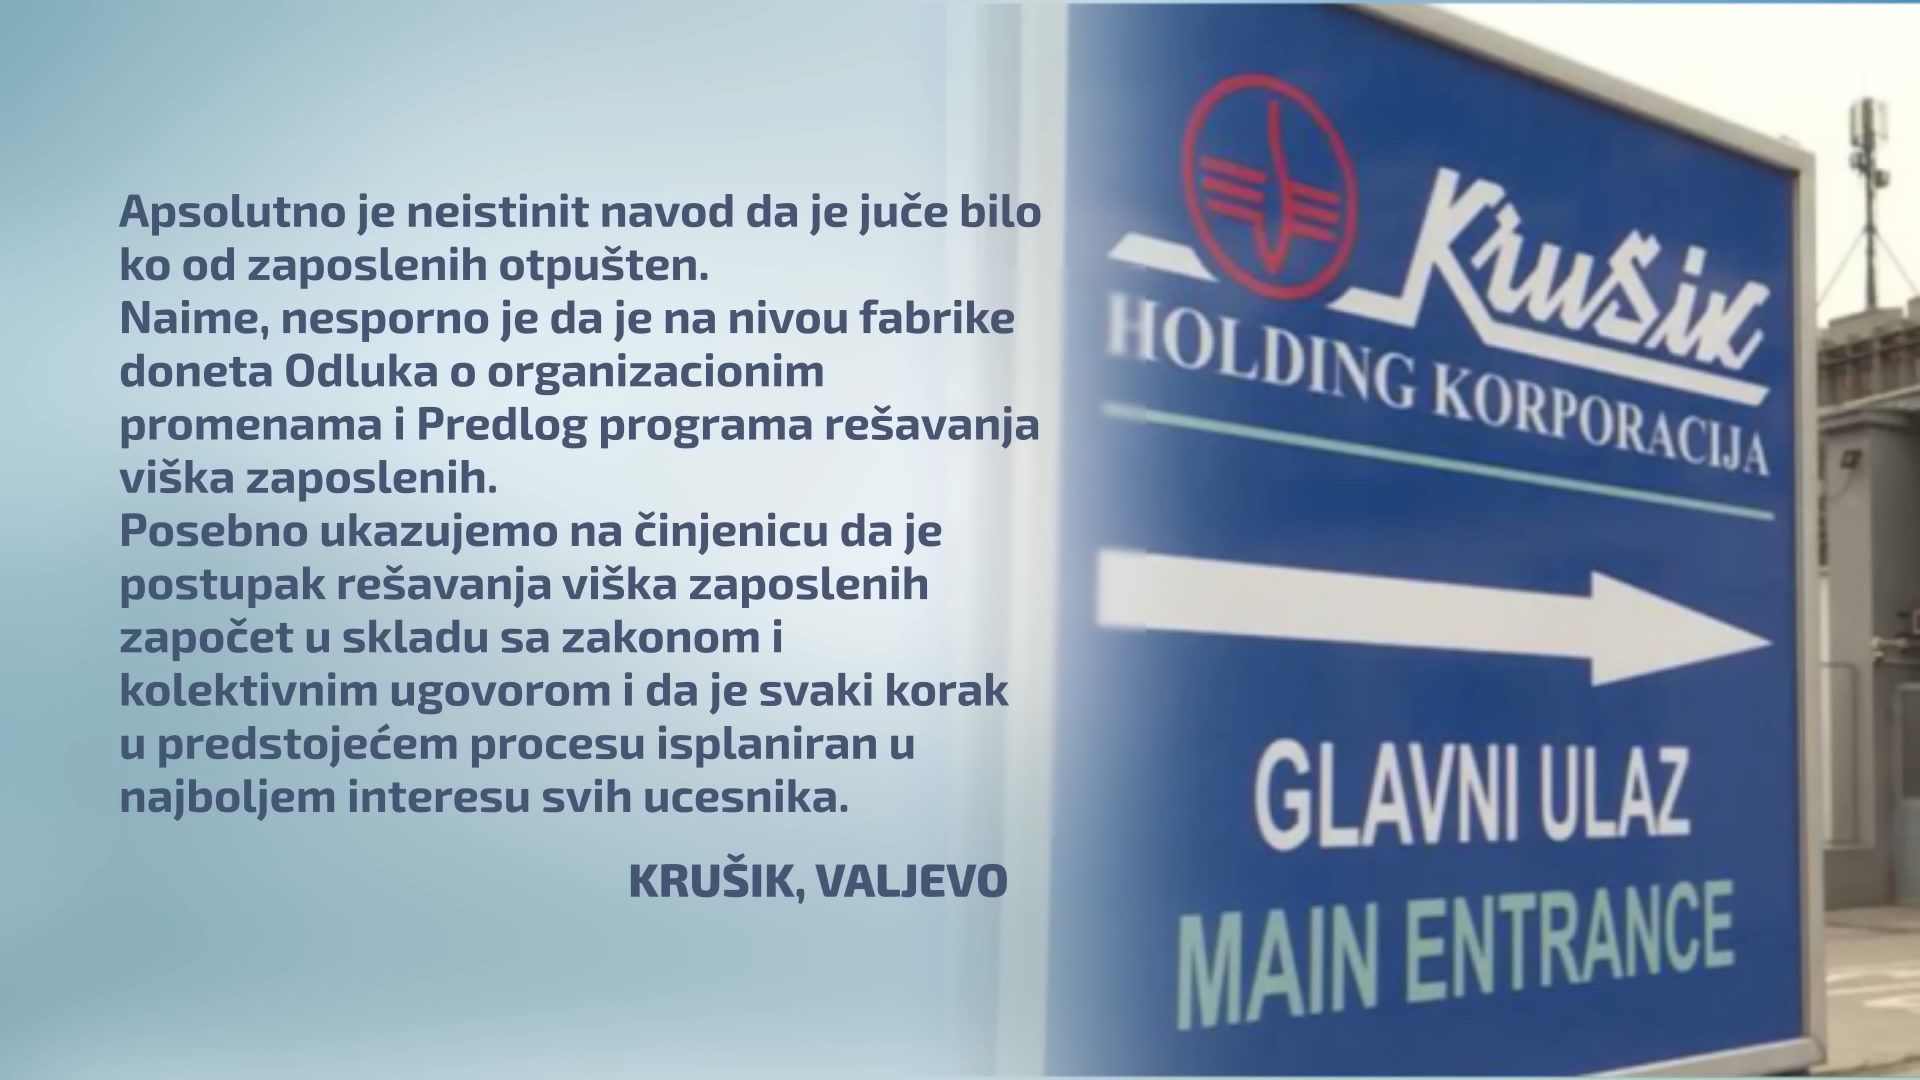 Apsolutno je neistinit navod da je juče bilo
ko od zaposlenih otpušten.
Naime, nesporno je da je na nivou fabrike
doneta Odluka o organizacionim
promenama i Predlog programa rešavanja
viška zaposlenih.
Posebno ukazujemo na činjenicu da je
postupak rešavanja viška zaposlenih
započet u skladu sa zakonom i
kolektivnim ugovorom i da je svaki korak
u predstojećem procesu isplaniran u
najboljem interesu svih ucesnika.
KRUŠIK, VALJEVO
Krušik
HOLDING KORPORACIJA
GLAVNI ULAZ
MAIN ENTRANCE